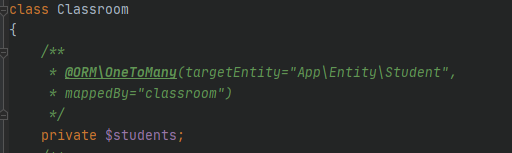 class Classroom
{
/**
* @ORM\OneToMany(targetEntity="App\Entity\Student",
* mappedBy="classroom")
*/
private $students;
/**